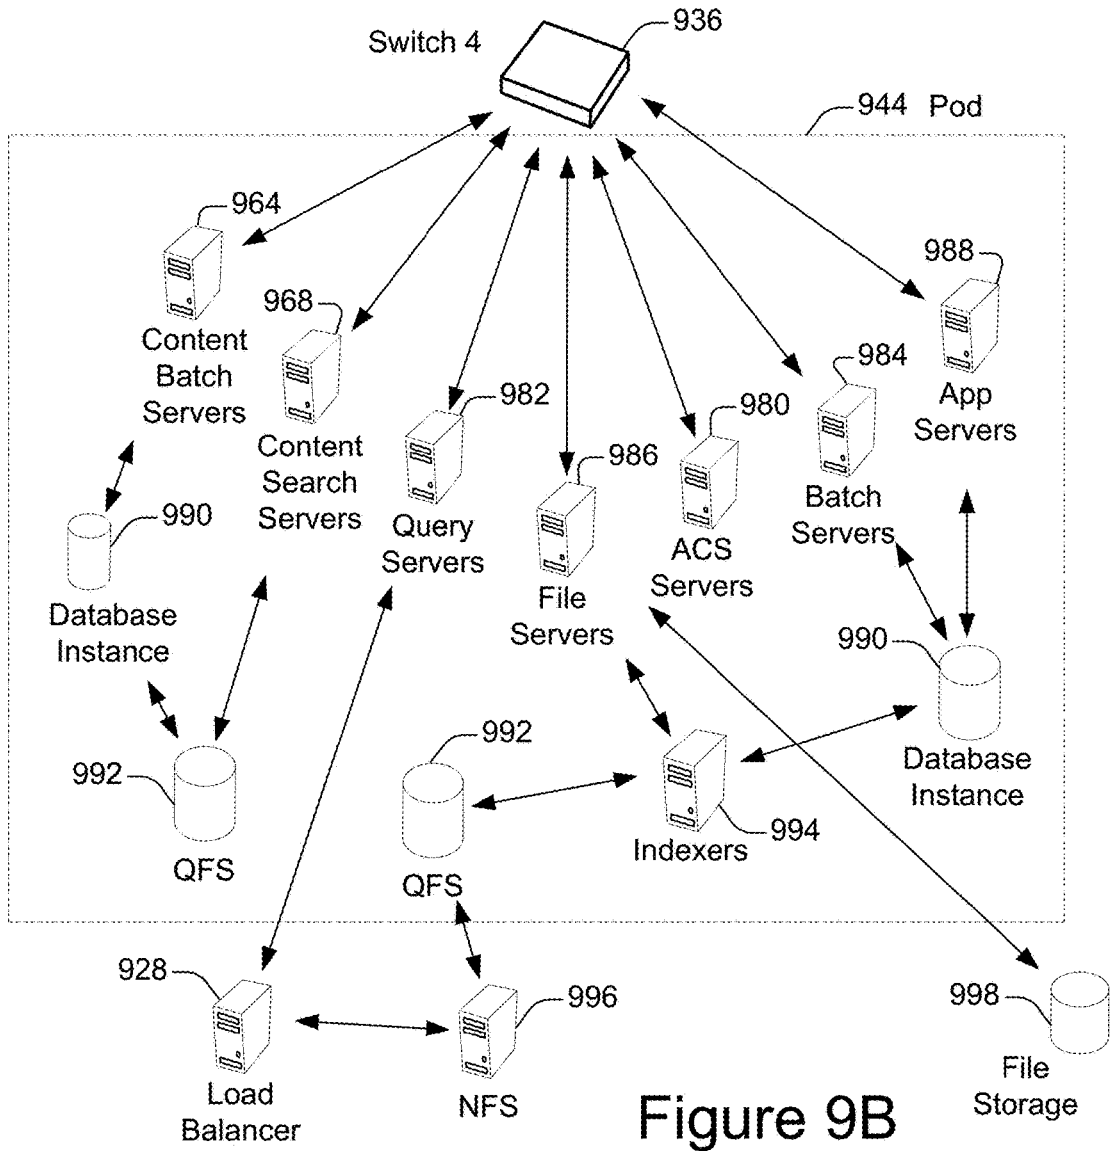 Switch 4
936
944 Pod
964
Content
Batch
Servers
968
Content
Search
Servers
982
Query
Servers
986
File
Servers
980
ACS
Servers
984
Batch
Servers
988
App
Servers
990
Database
Instance
990
Database
Instance
992
QFS
992
QFS
994
Indexers
928
Load
Balancer
996
NFS
998
File
Storage
Figure 9B